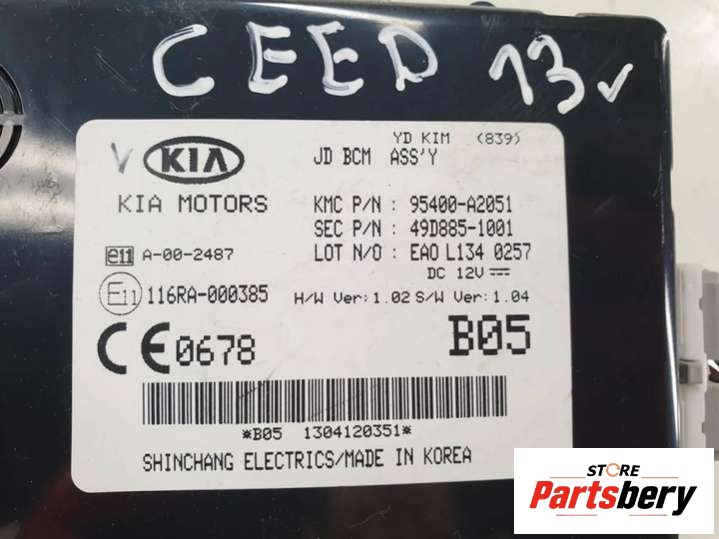 CEED 13v
YD KIM (839)
V KIA JD BCM ASS'Y
KIA MOTORS KMC P/N : 95400-A2051
SEC P/N : 49D885-1001
e11 A-00-2487 LOT N/O : EAO L134 0257
DC 12V
E11 116RA-000385 H/W Ver: 1.02 S/W Ver: 1.04
CE 0678 B05
*B05 1304120351*
SHINCHANG ELECTRICS/MADE IN KOREA
STORE
Partsbery